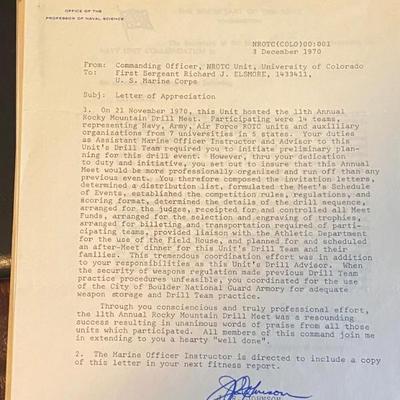 OFFICE OF THE
PROFESSOR OF NAVAL SCIENCE
NROTC(COLO)00:001
3 December 1970
From: Commanding Officer, NROTC Unit, University of Colorado
To: First Sergeant Richard J. ELSMORE, 1433411,
U. S. Marine Corps
Subj: Letter of Appreciation
1. On 21 November 1970, this Unit hosted the 11th Annual
Rocky Mountain Drill Meet. Participating were 14 teams,
representing Navy, Army, Air Force ROTC units and auxilliary
organizations from 7 universities in 5 states. Your duties
as Assistant Marine Officer Instructor and Advisor to this
Unit's Drill Team required you to initiate preliminary plan-
ning for this drill event. However, thru your dedication
to duty and initiative, you set out to insure that this Annual
Meet would be more professionally organized and run off than any
previous event. You therefore composed the invitation letters,
determined a distribution list, formulated the Meet's Schedule
of Events, established the competition rules, regulations, and
scoring format, determined the details of the drill sequence,
arranged for the judges, receipted for and controlled all Meet
Funds, arranged for the selection and engraving of trophies,
arranged for billeting and transportation required of parti-
cipating teams, provided liaison with the Athletic Department
for the use of the Field House, and planned for and scheduled
an after-Meet dinner for this Unit's Drill Team and their
families. This tremendous coordination effort was in addition
to your responsibilities as this Unit's Drill Advisor. When
the security of weapons regulation made previous Drill Team
practice procedures unfeasible, you coordinated for the use
of the City of Boulder National Guard Armory for adequate
weapon storage and Drill Team practice.
Through you conscientious and truly professional effort,
the 11th Annual Rocky Mountain Drill Meet was a resounding
success resulting in unanimous words of praise from all those
units which participated. All members of this command join me
in extending to you a hearty "well done".
2. The Marine Officer Instructor is directed to include a copy
of this letter in your next fitness report.
JOHNSON